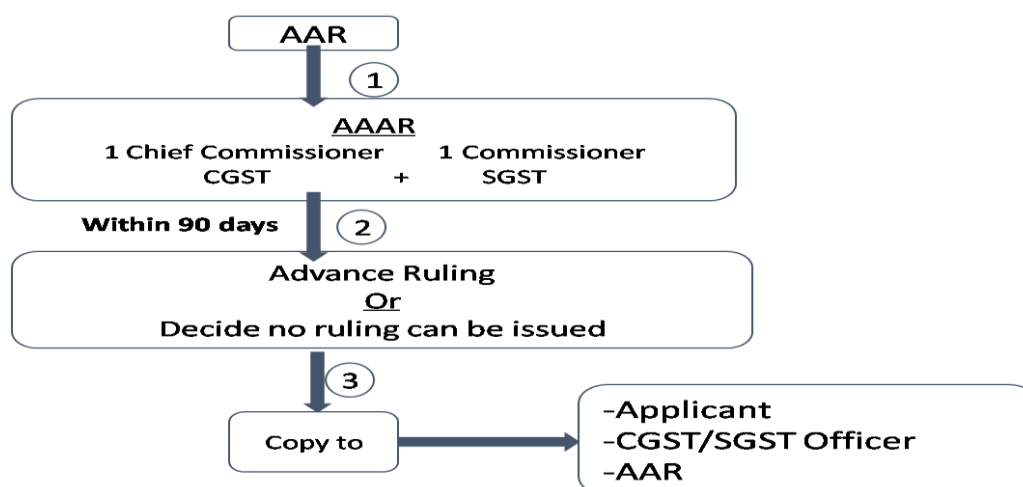 AAR
1
AAAR
1 Chief Commissioner 1 Commissioner
CGST + SGST
Within 90 days 2
Advance Ruling
Or
Decide no ruling can be issued
3
Copy to
-Applicant
-CGST/SGST Officer
-AAR